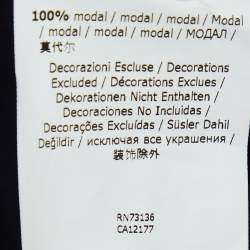 100% modal / modal / modal / Modal
/ modal / modal / modal / МОДАЛ /
莫代尔
Decorazioni Escluse / Decorations
Excluded / Décorations Exclues /
Dekorationen Nicht Enthalten /
Decoraciones No Incluidas /
Decorações Excluídas / Süsler Dahil
Değildir / исключая все украшения /
装饰除外
RN73136
CA12177